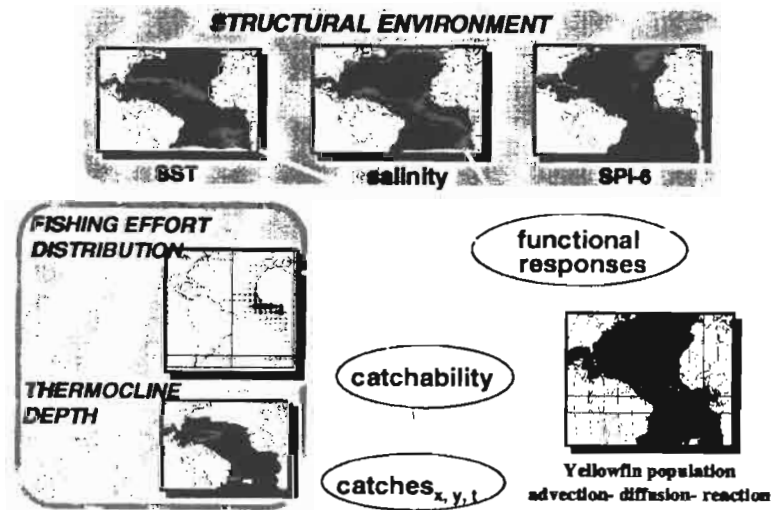 STRUCTURAL ENVIRONMENT
SST
salinity
SPI-6
FISHING EFFORT
DISTRIBUTION
functional
responses
THERMOCLINE
DEPTH
catchability
catches x, y, t
Yellowfin population
advection- diffusion- reaction